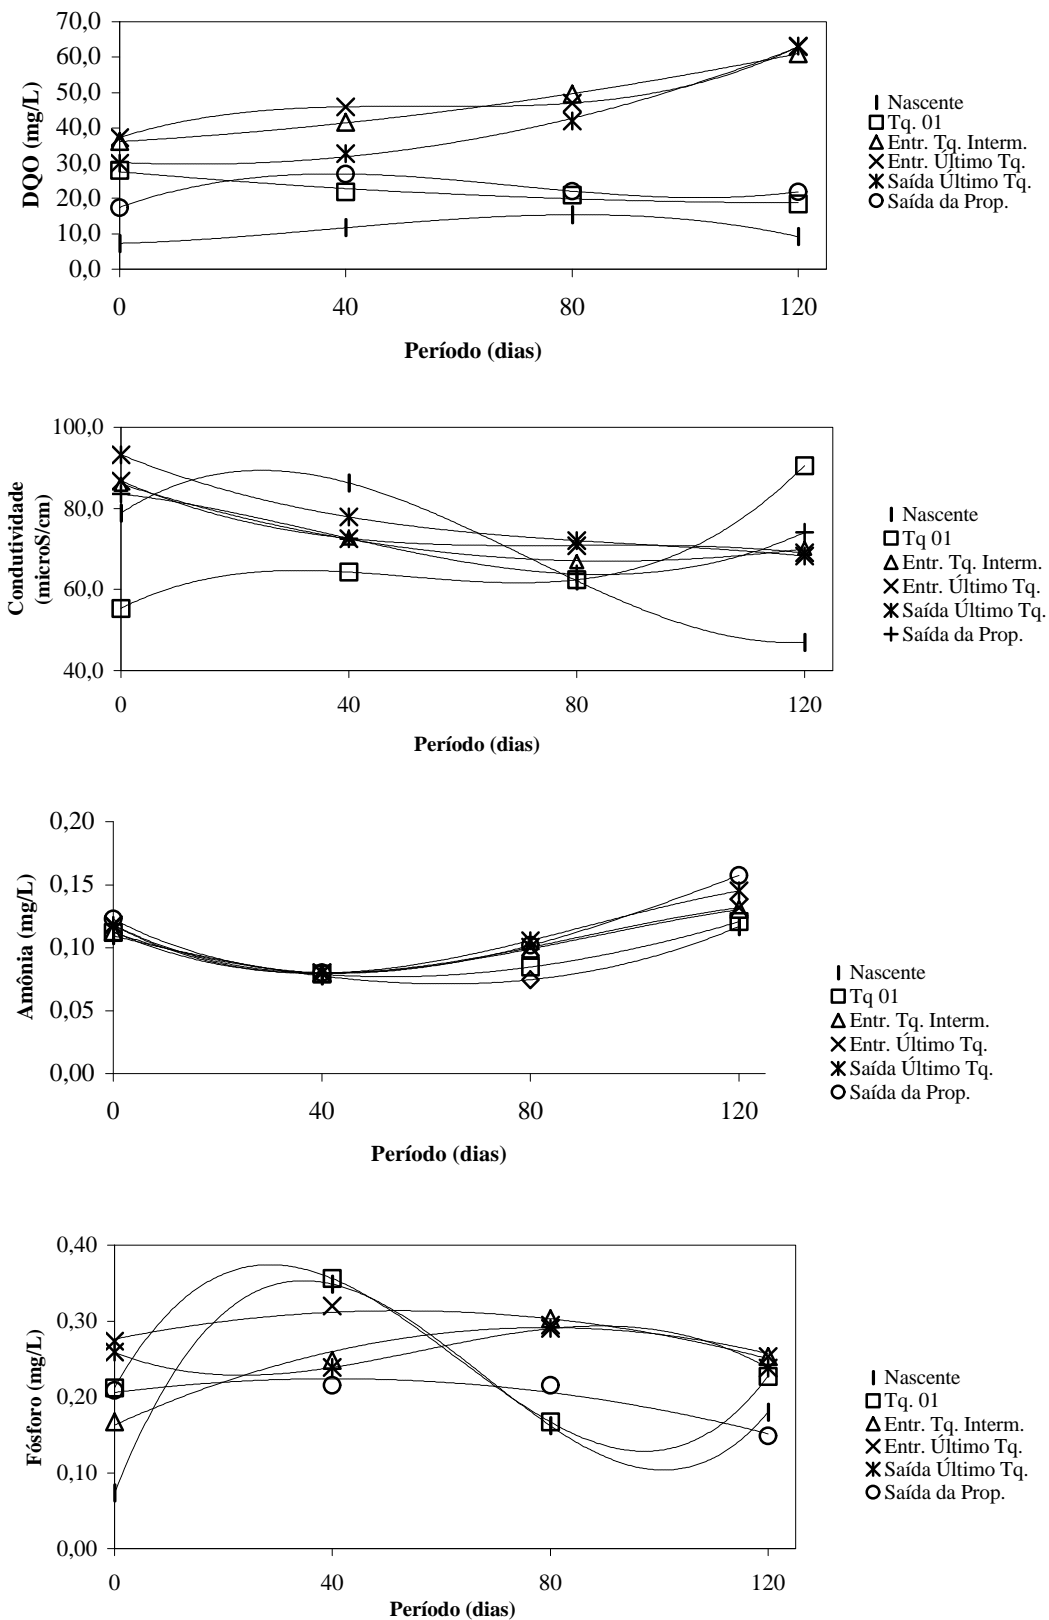 70,0
60,0
50,0
40,0
30,0
20,0
10,0
0,0
DQO (mg/L)
0 40 80 120
Período (dias)
Nascente
Tq. 01
Entr. Tq. Interm.
Entr. Último Tq.
Saída Último Tq.
Saída da Prop.
100,0
80,0
60,0
40,0
Condutividade
(microS/cm)
0 40 80 120
Período (dias)
Nascente
Tq 01
Entr. Tq. Interm.
Entr. Último Tq.
Saída Último Tq.
Saída da Prop.
0,20
0,15
0,10
0,05
0,00
Amônia (mg/L)
0 40 80 120
Período (dias)
Nascente
Tq 01
Entr. Tq. Interm.
Entr. Último Tq.
Saída Último Tq.
Saída da Prop.
0,40
0,30
0,20
0,10
0,00
Fósforo (mg/L)
0 40 80 120
Período (dias)
Nascente
Tq. 01
Entr. Tq. Interm.
Entr. Último Tq.
Saída Último Tq.
Saída da Prop.